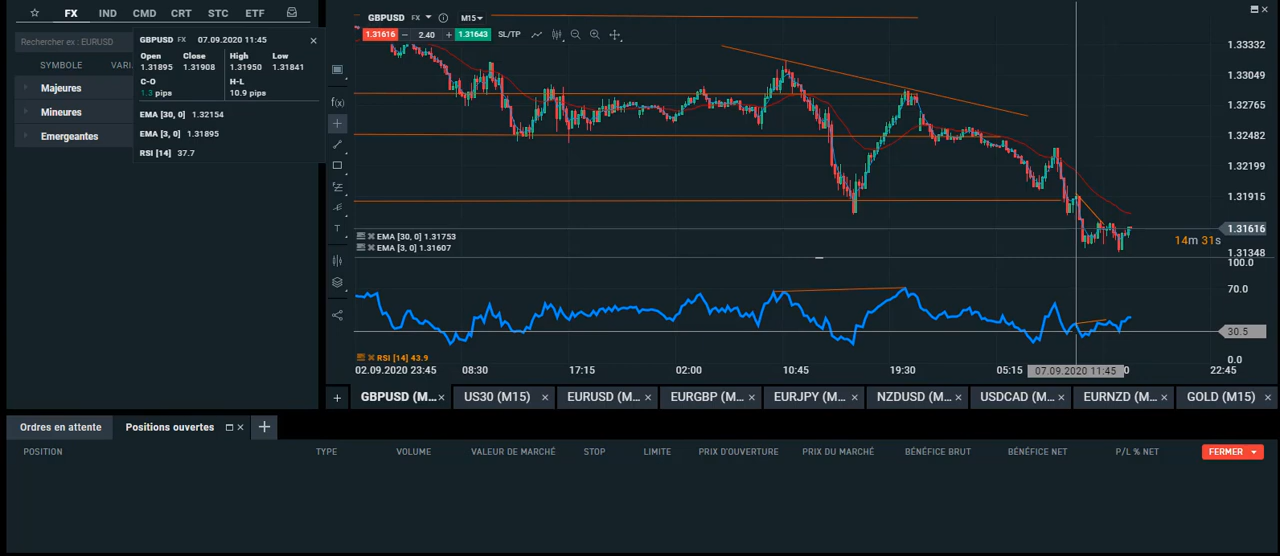 FX IND CMD CRT STC ETF
Rechercher ex : EURUSD
SYMBOLE VARI.
Majeures
Mineures
Emergeantes
GBPUSD FX 07.09.2020 11:45
Open Close High Low
1.31895 1.31908 1.31950 1.31841
C-O H-L
1.3 pips 10.9 pips
EMA [30, 0] 1.32154
EMA [3, 0] 1.31895
RSI [14] 37.7
GBPUSD FX M15
1.31616 2.40 1.31643 SL/TP
f(x)
T
1.33332
1.33049
1.32765
1.32482
1.32199
1.31915
1.31616
14m 31s
1.31348
EMA [30, 0] 1.31753
EMA [3, 0] 1.31607
100.0
70.0
30.5
0.0
RSI [14] 43.9
02.09.2020 23:45 08:30 17:15 02:00 10:45 19:30 05:15 07.09.2020 11:45 0 22:45
GBPUSD (M... US30 (M15) EURUSD (M... EURGBP (M... EURJPY (M... NZDUSD (M... USDCAD (M... EURNZD (M... GOLD (M15)
Ordres en attente Positions ouvertes
POSITION TYPE VOLUME VALEUR DE MARCHÉ STOP LIMITE PRIX D'OUVERTURE PRIX DU MARCHÉ BÉNÉFICE BRUT BÉNÉFICE NET P/L % NET FERMER